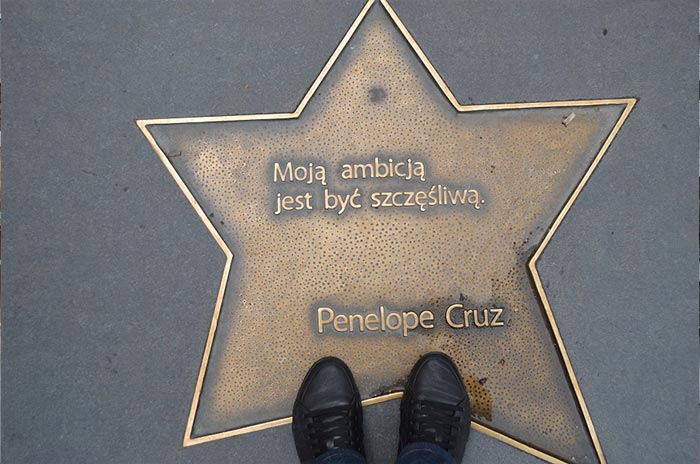 Moją ambicją
jest być szczęśliwą.
Penelope Cruz